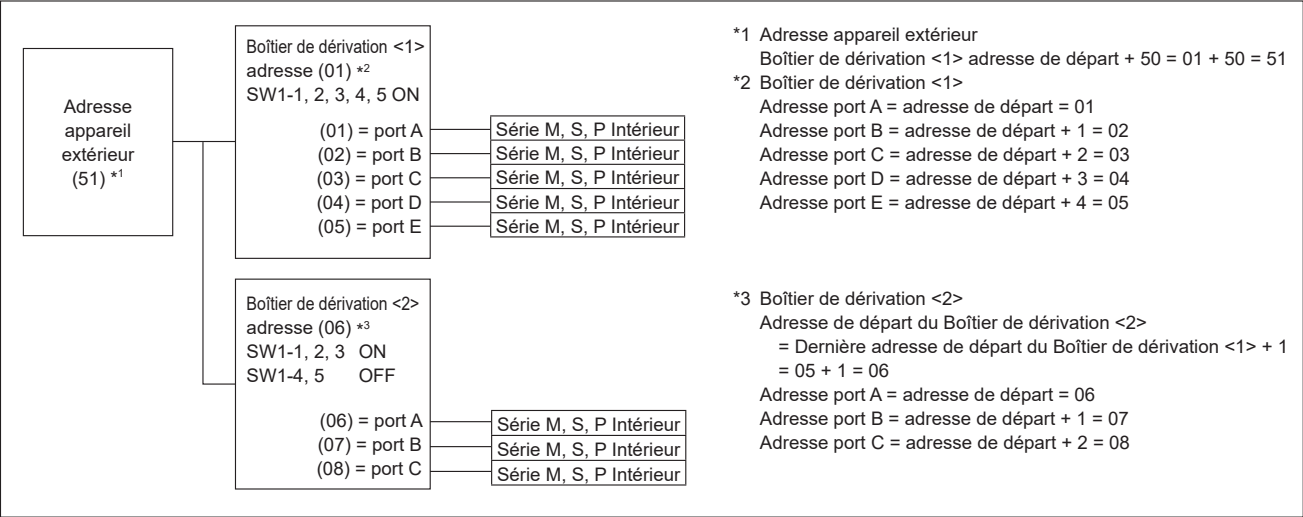 Adresse
appareil
extérieur
(51) *1
Boîtier de dérivation <1>
adresse (01) *2
SW1-1, 2, 3, 4, 5 ON
(01) = port A
Série M, S, P Intérieur
(02) = port B
Série M, S, P Intérieur
(03) = port C
Série M, S, P Intérieur
(04) = port D
Série M, S, P Intérieur
(05) = port E
Série M, S, P Intérieur
Boîtier de dérivation <2>
adresse (06) *3
SW1-1, 2, 3 ON
SW1-4, 5 OFF
(06) = port A
Série M, S, P Intérieur
(07) = port B
Série M, S, P Intérieur
(08) = port C
Série M, S, P Intérieur
*1 Adresse appareil extérieur
Boîtier de dérivation <1> adresse de départ + 50 = 01 + 50 = 51
*2 Boîtier de dérivation <1>
Adresse port A = adresse de départ = 01
Adresse port B = adresse de départ + 1 = 02
Adresse port C = adresse de départ + 2 = 03
Adresse port D = adresse de départ + 3 = 04
Adresse port E = adresse de départ + 4 = 05
*3 Boîtier de dérivation <2>
Adresse de départ du Boîtier de dérivation <2>
= Dernière adresse de départ du Boîtier de dérivation <1> + 1
= 05 + 1 = 06
Adresse port A = adresse de départ = 06
Adresse port B = adresse de départ + 1 = 07
Adresse port C = adresse de départ + 2 = 08